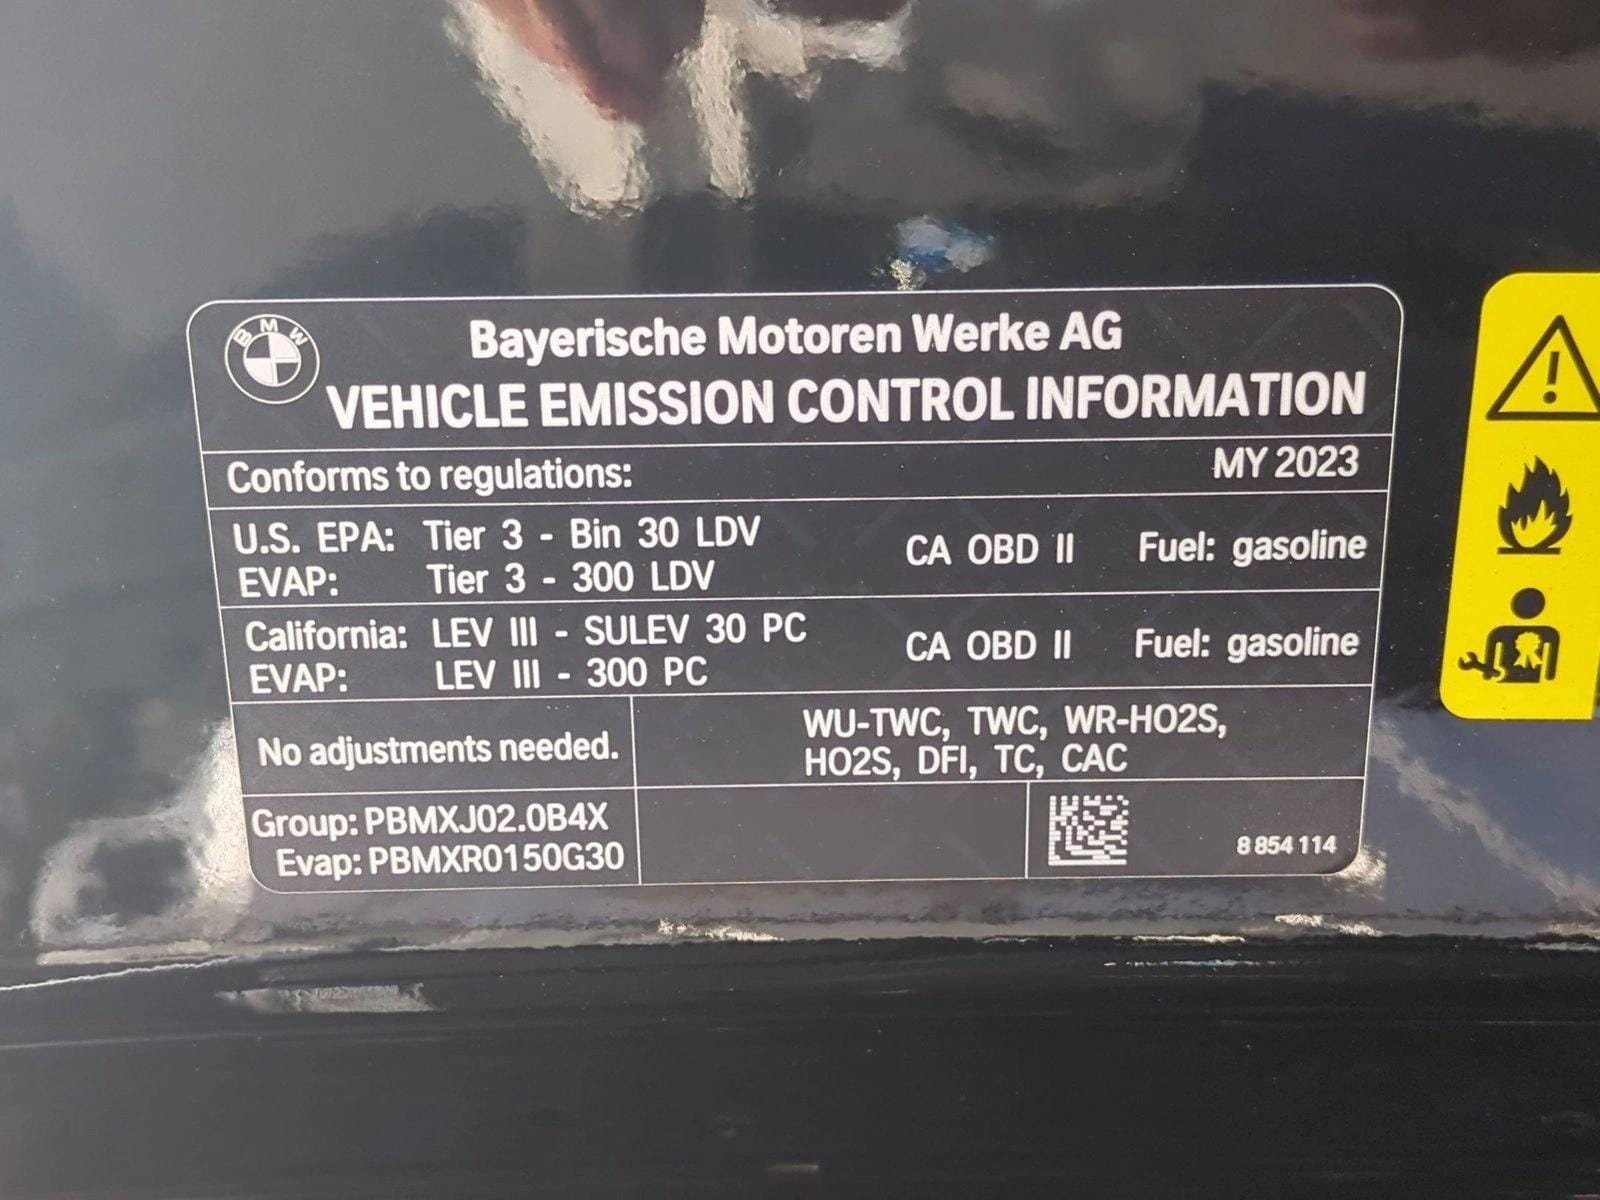 BMW
Bayerische Motoren Werke AG
VEHICLE EMISSION CONTROL INFORMATION
Conforms to regulations: MY 2023
U.S. EPA: Tier 3 - Bin 30 LDV CA OBD II Fuel: gasoline
EVAP: Tier 3 - 300 LDV
California: LEV III - SULEV 30 PC CA OBD II Fuel: gasoline
EVAP: LEV III - 300 PC
No adjustments needed.
WU-TWC, TWC, WR-HO2S,
HO2S, DFI, TC, CAC
Group: PBMXJ02.0B4X
Evap: PBMXR0150G30
8 854 114